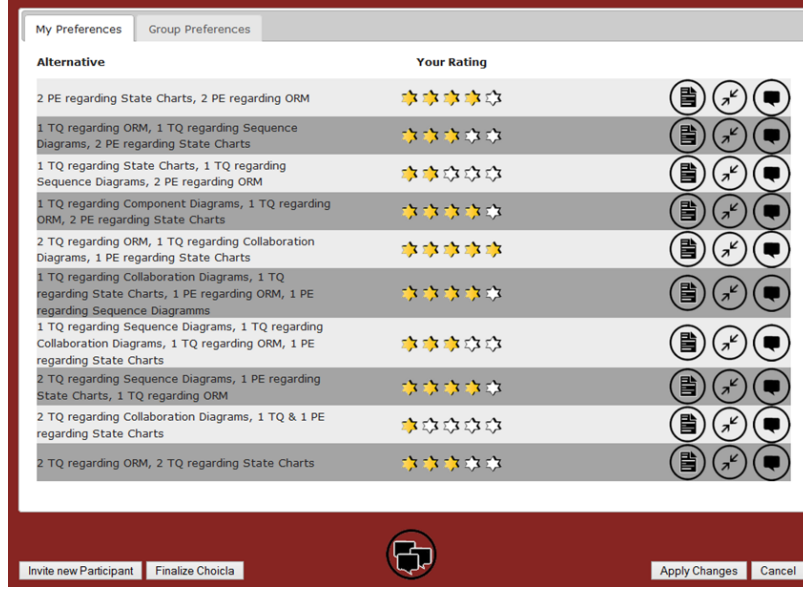 My Preferences
Group Preferences
Alternative
Your Rating
2 PE regarding State Charts, 2 PE regarding ORM
1 TQ regarding ORM, 1 TQ regarding Sequence
Diagrams, 2 PE regarding State Charts
1 TQ regarding State Charts, 1 TQ regarding
Sequence Diagrams, 2 PE regarding ORM
1 TQ regarding Component Diagrams, 1 TQ regarding
ORM, 2 PE regarding State Charts
2 TQ regarding ORM, 1 TQ regarding Collaboration
Diagrams, 1 PE regarding State Charts
1 TQ regarding Collaboration Diagrams, 1 TQ
regarding State Charts, 1 PE regarding ORM, 1 PE
regarding Sequence Diagramms
1 TQ regarding Sequence Diagrams, 1 TQ regarding
Collaboration Diagrams, 1 TQ regarding ORM, 1 PE
regarding State Charts
2 TQ regarding Sequence Diagrams, 1 PE regarding
State Charts, 1 TQ regarding ORM
2 TQ regarding Collaboration Diagrams, 1 TQ & 1 PE
regarding State Charts
2 TQ regarding ORM, 2 TQ regarding State Charts
Invite new Participant
Finalize Choicla
Apply Changes
Cancel